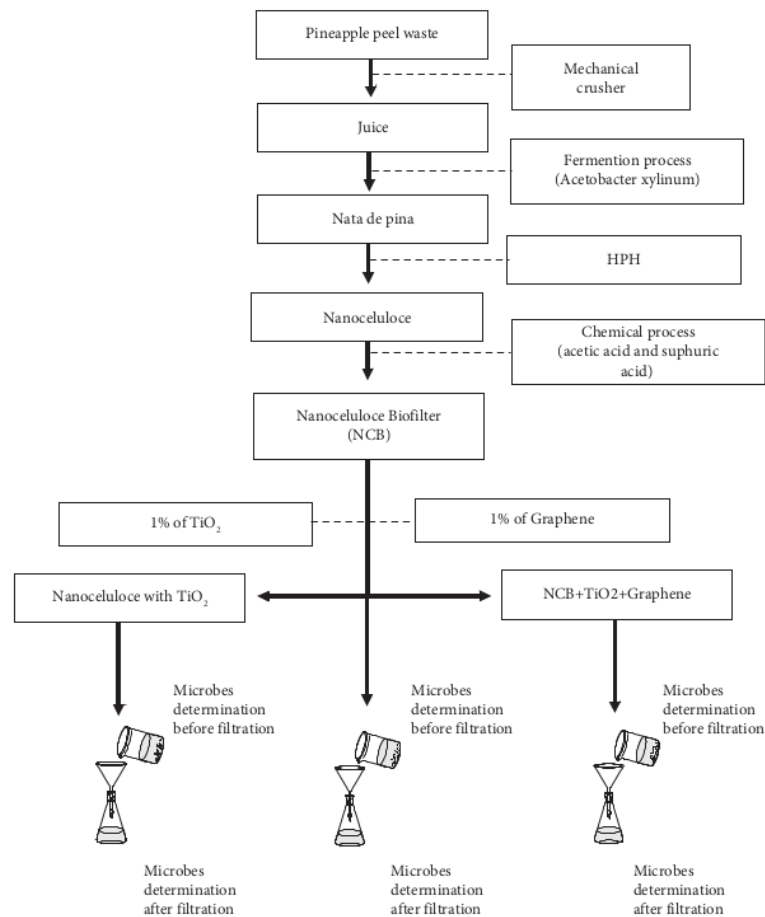 Pineapple peel waste
Mechanical
crusher
Juice
Fermention process
(Acetobacter xylinum)
Nata de pina
HPH
Nanoceluloce
Chemical process
(acetic acid and suphuric
acid)
Nanoceluloce Biofilter
(NCB)
1% of TiO₂
1% of Graphene
Nanoceluloce with TiO₂
NCB+TiO2+Graphene
Microbes
determination
before filtration
Microbes
determination
before filtration
Microbes
determination
before filtration
Microbes
determination
after filtration
Microbes
determination
after filtration
Microbes
determination
after filtration